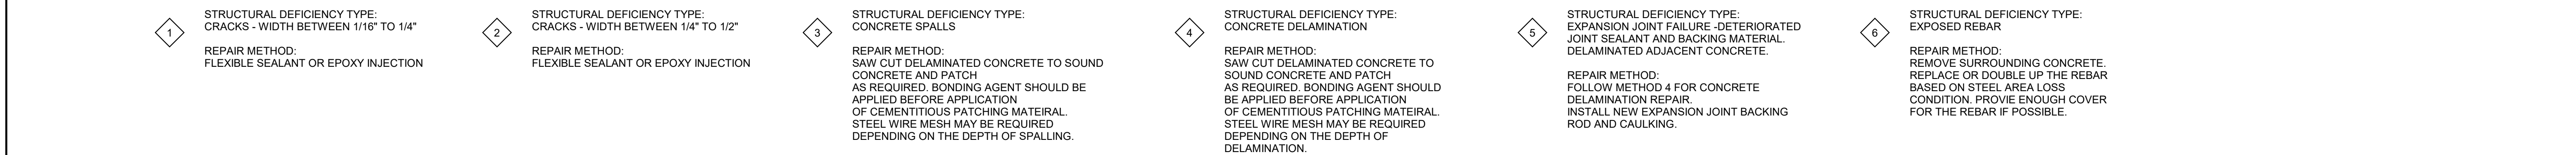 1
STRUCTURAL DEFICIENCY TYPE:
CRACKS - WIDTH BETWEEN 1/16" TO 1/4"
REPAIR METHOD:
FLEXIBLE SEALANT OR EPOXY INJECTION
2
STRUCTURAL DEFICIENCY TYPE:
CRACKS - WIDTH BETWEEN 1/4" TO 1/2"
REPAIR METHOD:
FLEXIBLE SEALANT OR EPOXY INJECTION
3
STRUCTURAL DEFICIENCY TYPE:
CONCRETE SPALLS
REPAIR METHOD:
SAW CUT DELAMINATED CONCRETE TO SOUND
CONCRETE AND PATCH
AS REQUIRED. BONDING AGENT SHOULD BE
APPLIED BEFORE APPLICATION
OF CEMENTITIOUS PATCHING MATEIRAL.
STEEL WIRE MESH MAY BE REQUIRED
DEPENDING ON THE DEPTH OF SPALLING.
4
STRUCTURAL DEFICIENCY TYPE:
CONCRETE DELAMINATION
REPAIR METHOD:
SAW CUT DELAMINATED CONCRETE TO
SOUND CONCRETE AND PATCH
AS REQUIRED. BONDING AGENT SHOULD
BE APPLIED BEFORE APPLICATION
OF CEMENTITIOUS PATCHING MATEIRAL.
STEEL WIRE MESH MAY BE REQUIRED
DEPENDING ON THE DEPTH OF
DELAMINATION.
5
STRUCTURAL DEFICIENCY TYPE:
EXPANSION JOINT FAILURE -DETERIORATED
JOINT SEALANT AND BACKING MATERIAL.
DELAMINATED ADJACENT CONCRETE.
REPAIR METHOD:
FOLLOW METHOD 4 FOR CONCRETE
DELAMINATION REPAIR.
INSTALL NEW EXPANSION JOINT BACKING
ROD AND CAULKING.
6
STRUCTURAL DEFICIENCY TYPE:
EXPOSED REBAR
REPAIR METHOD:
REMOVE SURROUNDING CONCRETE.
REPLACE OR DOUBLE UP THE REBAR
BASED ON STEEL AREA LOSS
CONDITION. PROVIE ENOUGH COVER
FOR THE REBAR IF POSSIBLE.